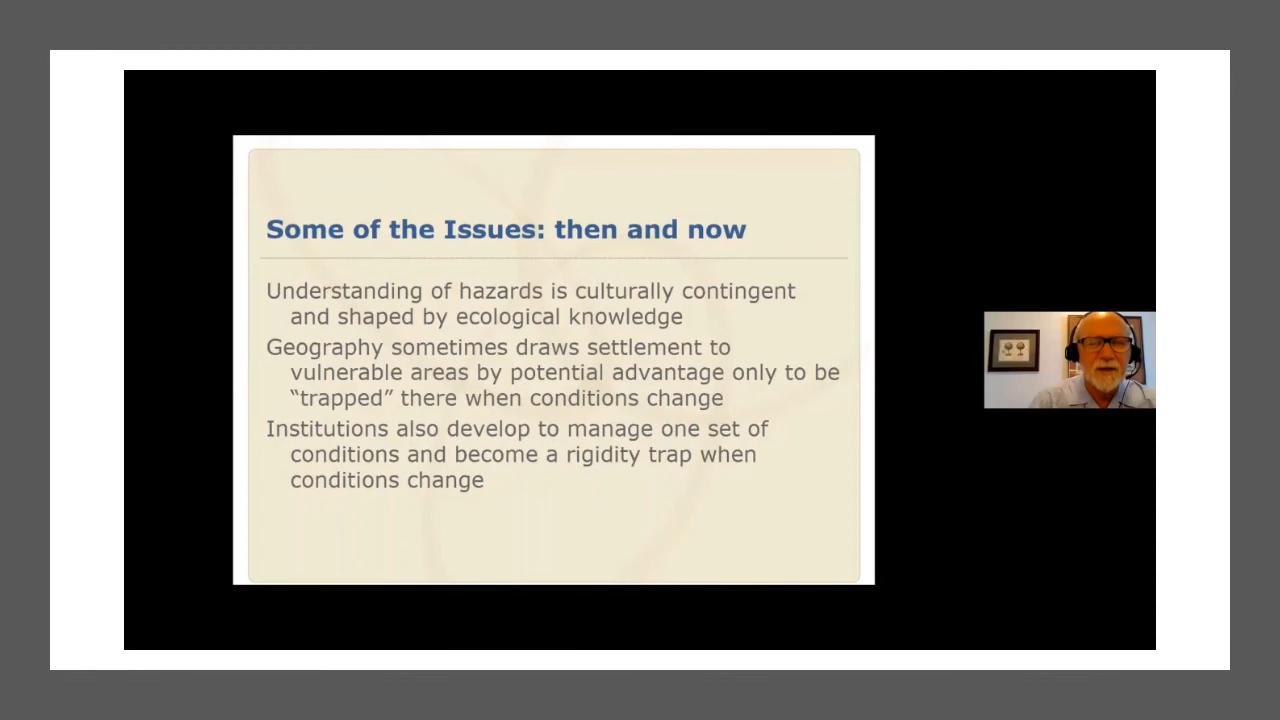 Some of the Issues: then and now
Understanding of hazards is culturally contingent
and shaped by ecological knowledge
Geography sometimes draws settlement to
vulnerable areas by potential advantage only to be
“trapped” there when conditions change
Institutions also develop to manage one set of
conditions and become a rigidity trap when
conditions change